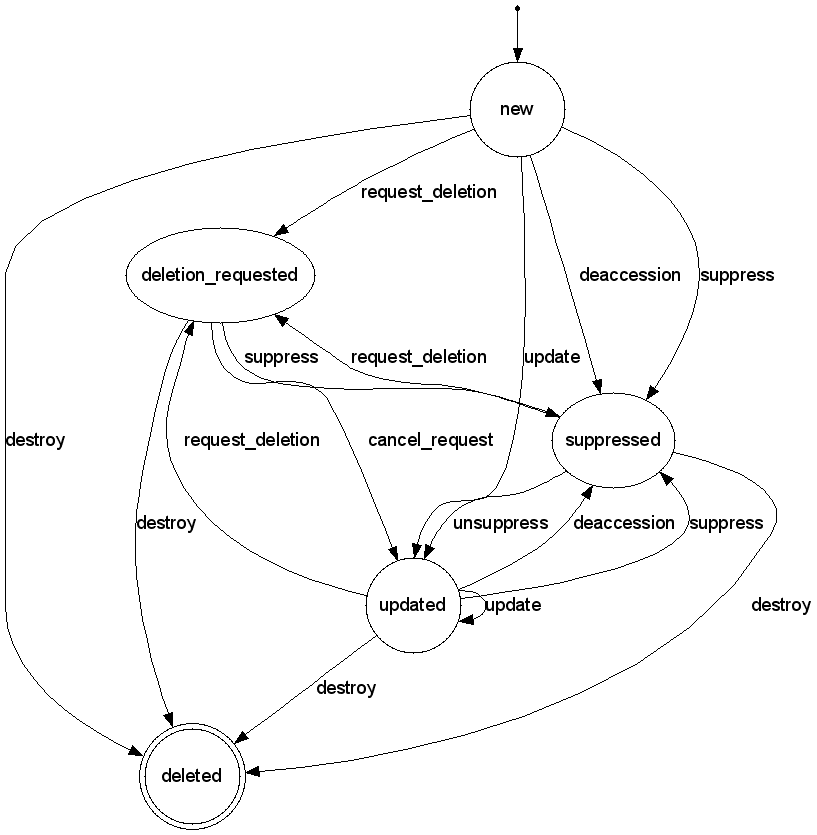 new
request_deletion
deletion_requested
deaccession
suppress
suppress
request_deletion
update
destroy
request_deletion
cancel_request
suppressed
destroy
unsuppress
deaccession
suppress
updated
update
destroy
destroy
deleted